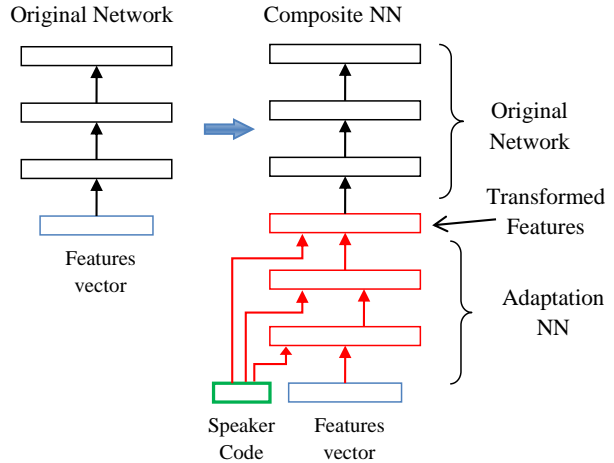 Original Network
Composite NN
Original
Network
Transformed
Features
Features
vector
Adaptation
NN
Speaker
Code
Features
vector